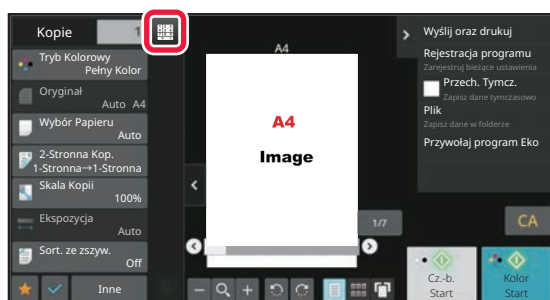 Kopie
1
Tryb Kolorowy
Pełny Kolor
Oryginał
Auto A4
Wybór Papieru
Auto
2-Stronna Kop.
1-Stronna→1-Stronna
Skala Kopii
100%
Ekspozycja
Auto
Sort. ze zszyw.
Off
Inne
A4
A4
Image
1/7
Wyślij oraz drukuj
Rejestracja programu
Zarejestruj bieżące ustawienia
Przech. Tymcz.
Zapisz dane tymczasowo
Plik
Zapisz dane w folderze
Przywołaj program Eko
CA
Cz.-b.
Start
Kolor
Start